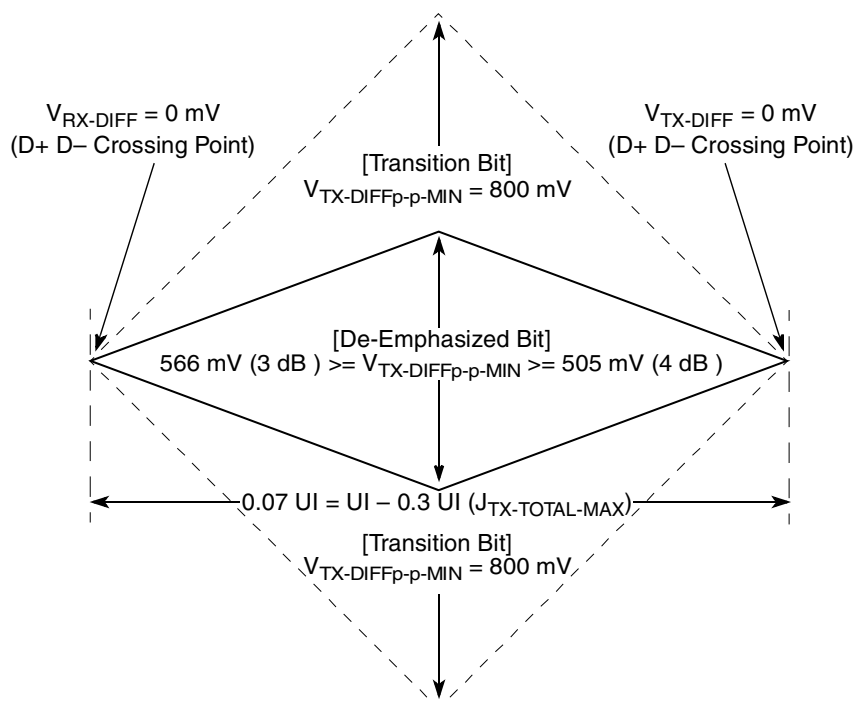 V_RX-DIFF = 0 mV
(D+ D– Crossing Point)
V_TX-DIFF = 0 mV
(D+ D– Crossing Point)
[Transition Bit]
V_TX-DIFFp-p-MIN = 800 mV
[De-Emphasized Bit]
566 mV (3 dB ) >= V_TX-DIFFp-p-MIN >= 505 mV (4 dB )
0.07 UI = UI – 0.3 UI (J_TX-TOTAL-MAX)
[Transition Bit]
V_TX-DIFFp-p-MIN = 800 mV